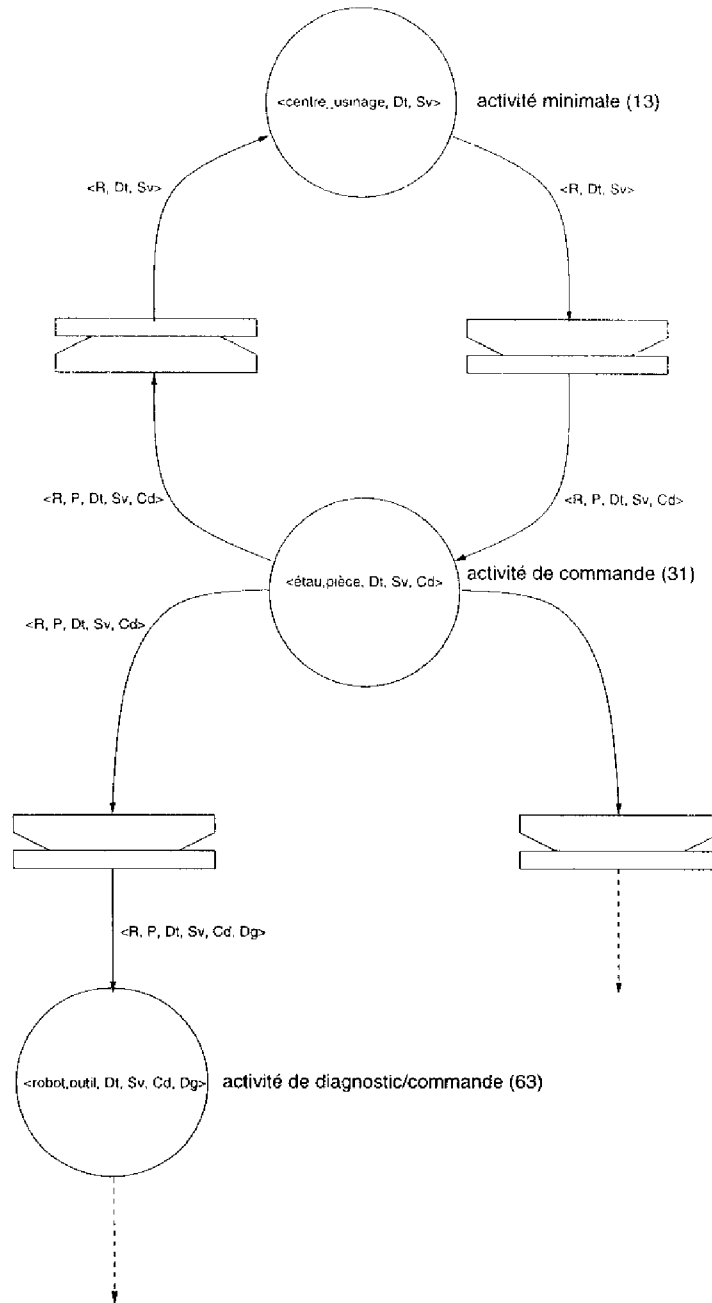 <centre_usinage, Dt, Sv>
activité minimale (13)
<R, Dt, Sv>
<R, Dt, Sv>
<R, P, Dt, Sv, Cd>
<R, P, Dt, Sv, Cd>
<étau,pièce, Dt, Sv, Cd>
activité de commande (31)
<R, P, Dt, Sv, Cd>
<R, P, Dt, Sv, Cd, Dg>
<robot,outil, Dt, Sv, Cd, Dg>
activité de diagnostic/commande (63)